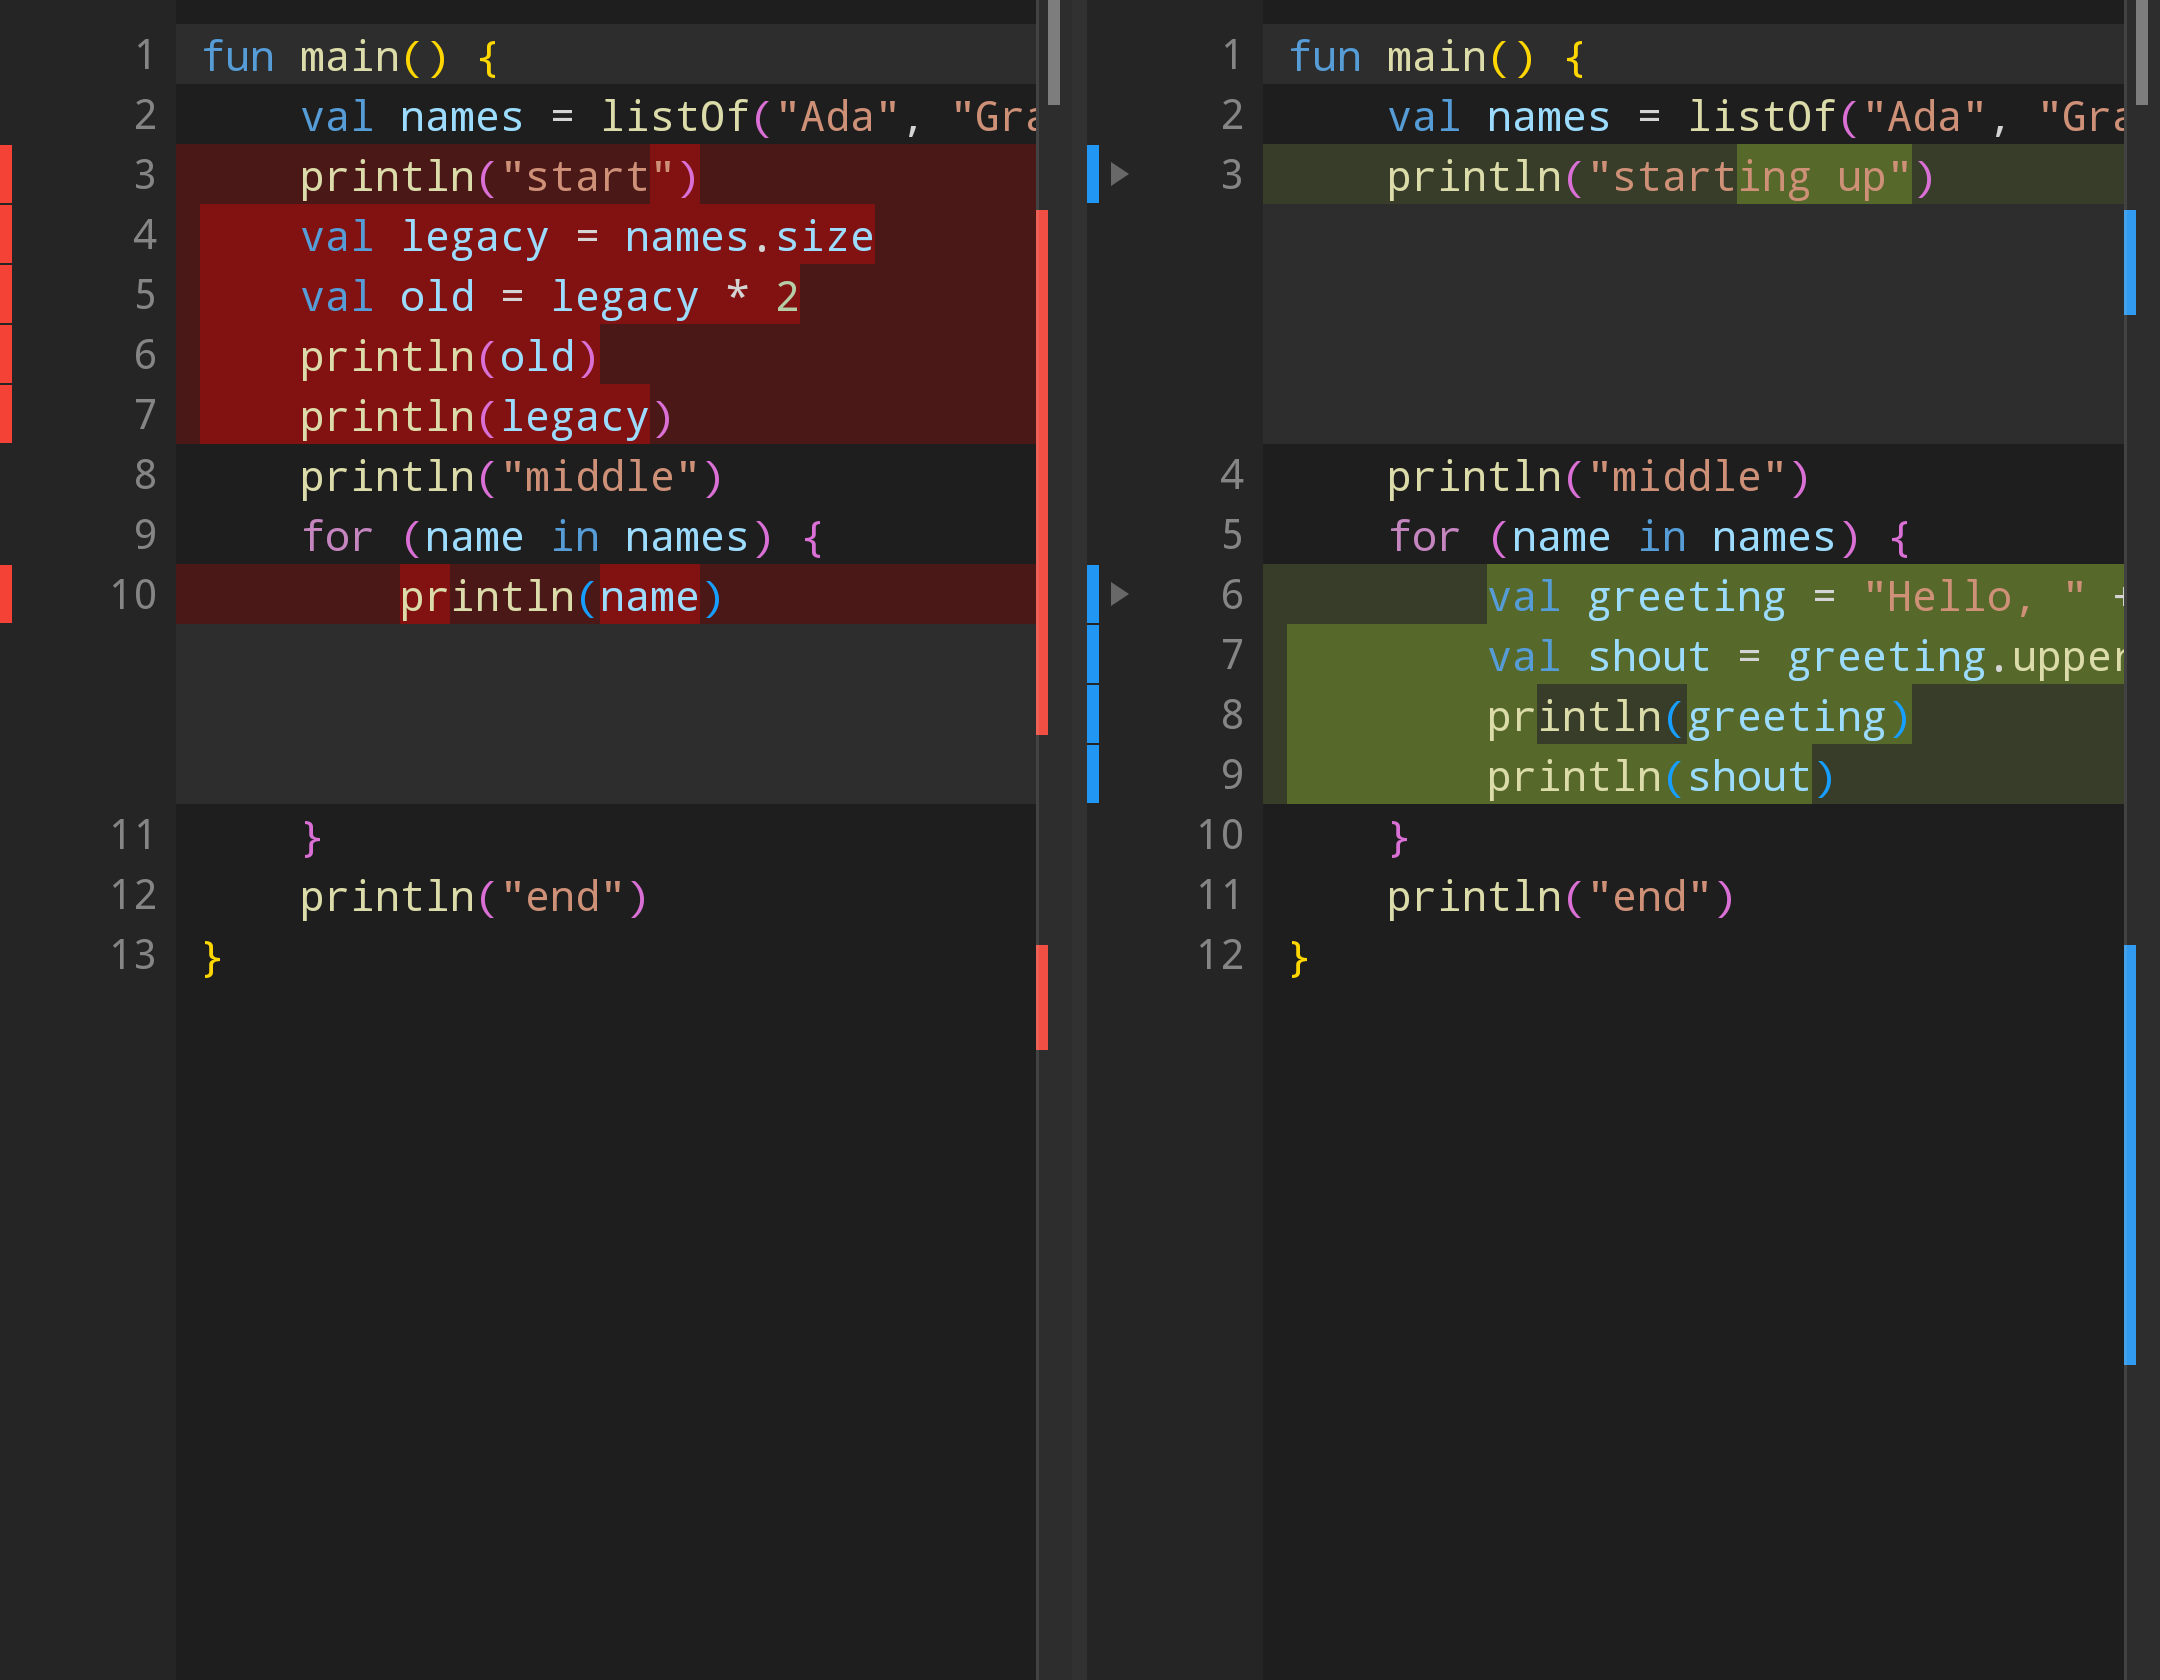 1 fun main() {
2 val names = listOf("Ada", "Gra
3 println("start")
4 val legacy = names.size
5 val old = legacy * 2
6 println(old)
7 println(legacy)
8 println("middle")
9 for (name in names) {
10 println(name)
11 }
12 println("end")
13 }
1 fun main() {
2 val names = listOf("Ada", "Gra
3 println("starting up")
4 println("middle")
5 for (name in names) {
6 val greeting = "Hello, " +
7 val shout = greeting.upper
8 println(greeting)
9 println(shout)
10 }
11 println("end")
12 }